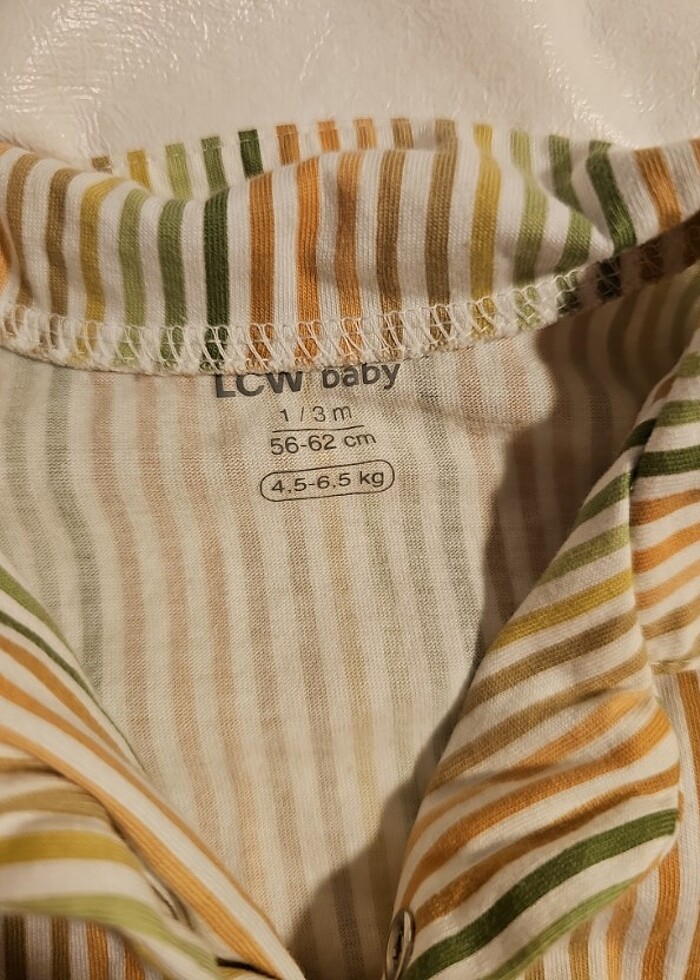 LCW baby
1 / 3 m
56-62 cm
4.5-6.5 kg